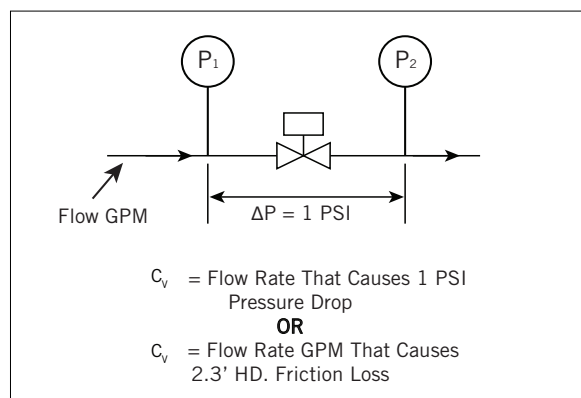 P₁ P₂
Flow GPM
ΔP = 1 PSI
Cᵥ = Flow Rate That Causes 1 PSI
Pressure Drop
OR
Cᵥ = Flow Rate GPM That Causes
2.3' HD. Friction Loss